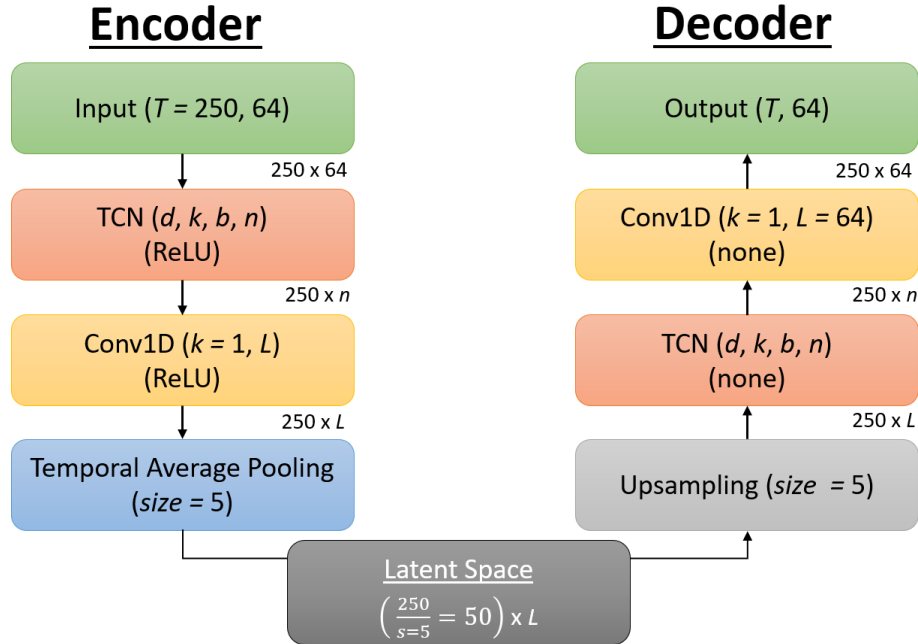 Encoder
Input (T = 250, 64)
250 x 64
TCN (d, k, b, n)
(ReLU)
250 x n
Conv1D (k = 1, L)
(ReLU)
250 x L
Temporal Average Pooling
(size = 5)
Latent Space
(250/s=5 = 50) x L
Decoder
Output (T, 64)
250 x 64
Conv1D (k = 1, L = 64)
(none)
250 x n
TCN (d, k, b, n)
(none)
250 x L
Upsampling (size = 5)